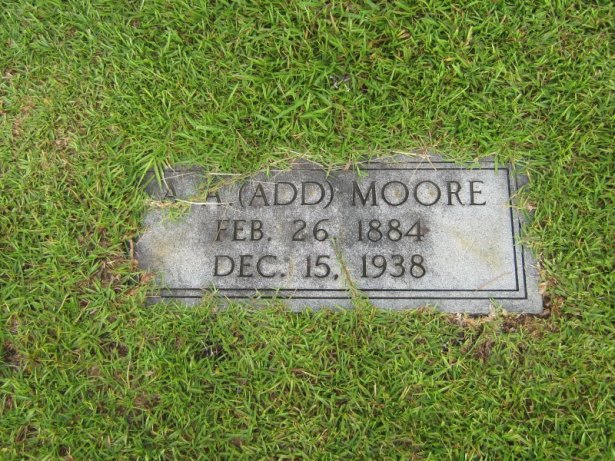 A. A. (ADD) MOORE
FEB. 26, 1884
DEC. 15, 1938